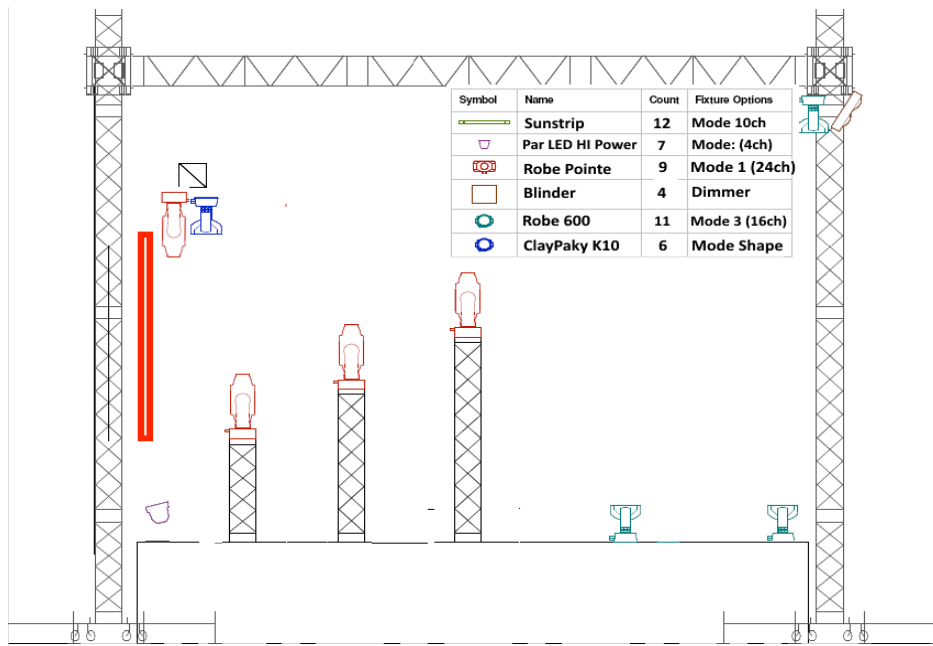 Symbol Name Count Fixture Options
Sunstrip 12 Mode 10ch
Par LED HI Power 7 Mode: (4ch)
Robe Pointe 9 Mode 1 (24ch)
Blinder 4 Dimmer
Robe 600 11 Mode 3 (16ch)
ClayPaky K10 6 Mode Shape